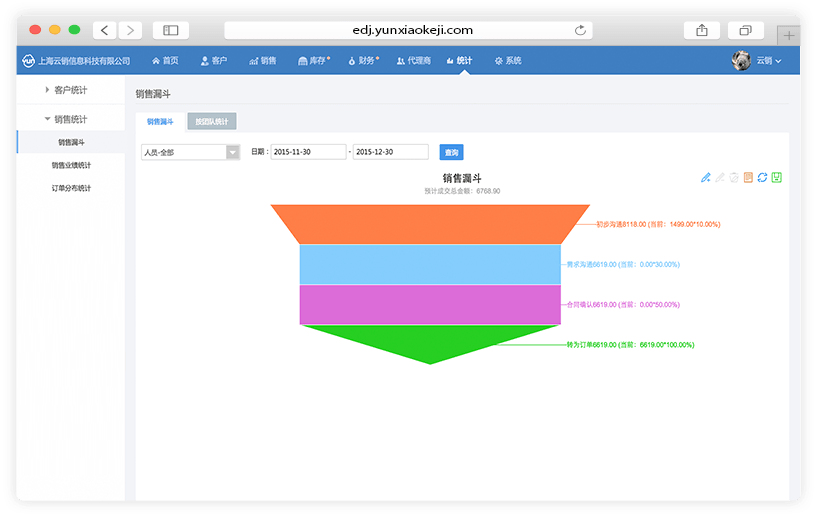 edj.yunxiaokeji.com
yun 上海云销信息科技有限公司 首页 客户 销售 库存 财务 代理商 统计 系统 云销
客户统计
销售统计
销售漏斗
销售业绩统计
订单分布统计
销售漏斗
销售漏斗 按团队统计
人员-全部 日期：2015-11-30 - 2015-12-30 查询
销售漏斗
预计成交总金额：6768.90
初步沟通8118.00 (当前：1499.00*10.00%)
需求沟通6619.00 (当前：0.00*30.00%)
合同确认6619.00 (当前：0.00*50.00%)
转为订单6619.00 (当前：6619.00*100.00%)